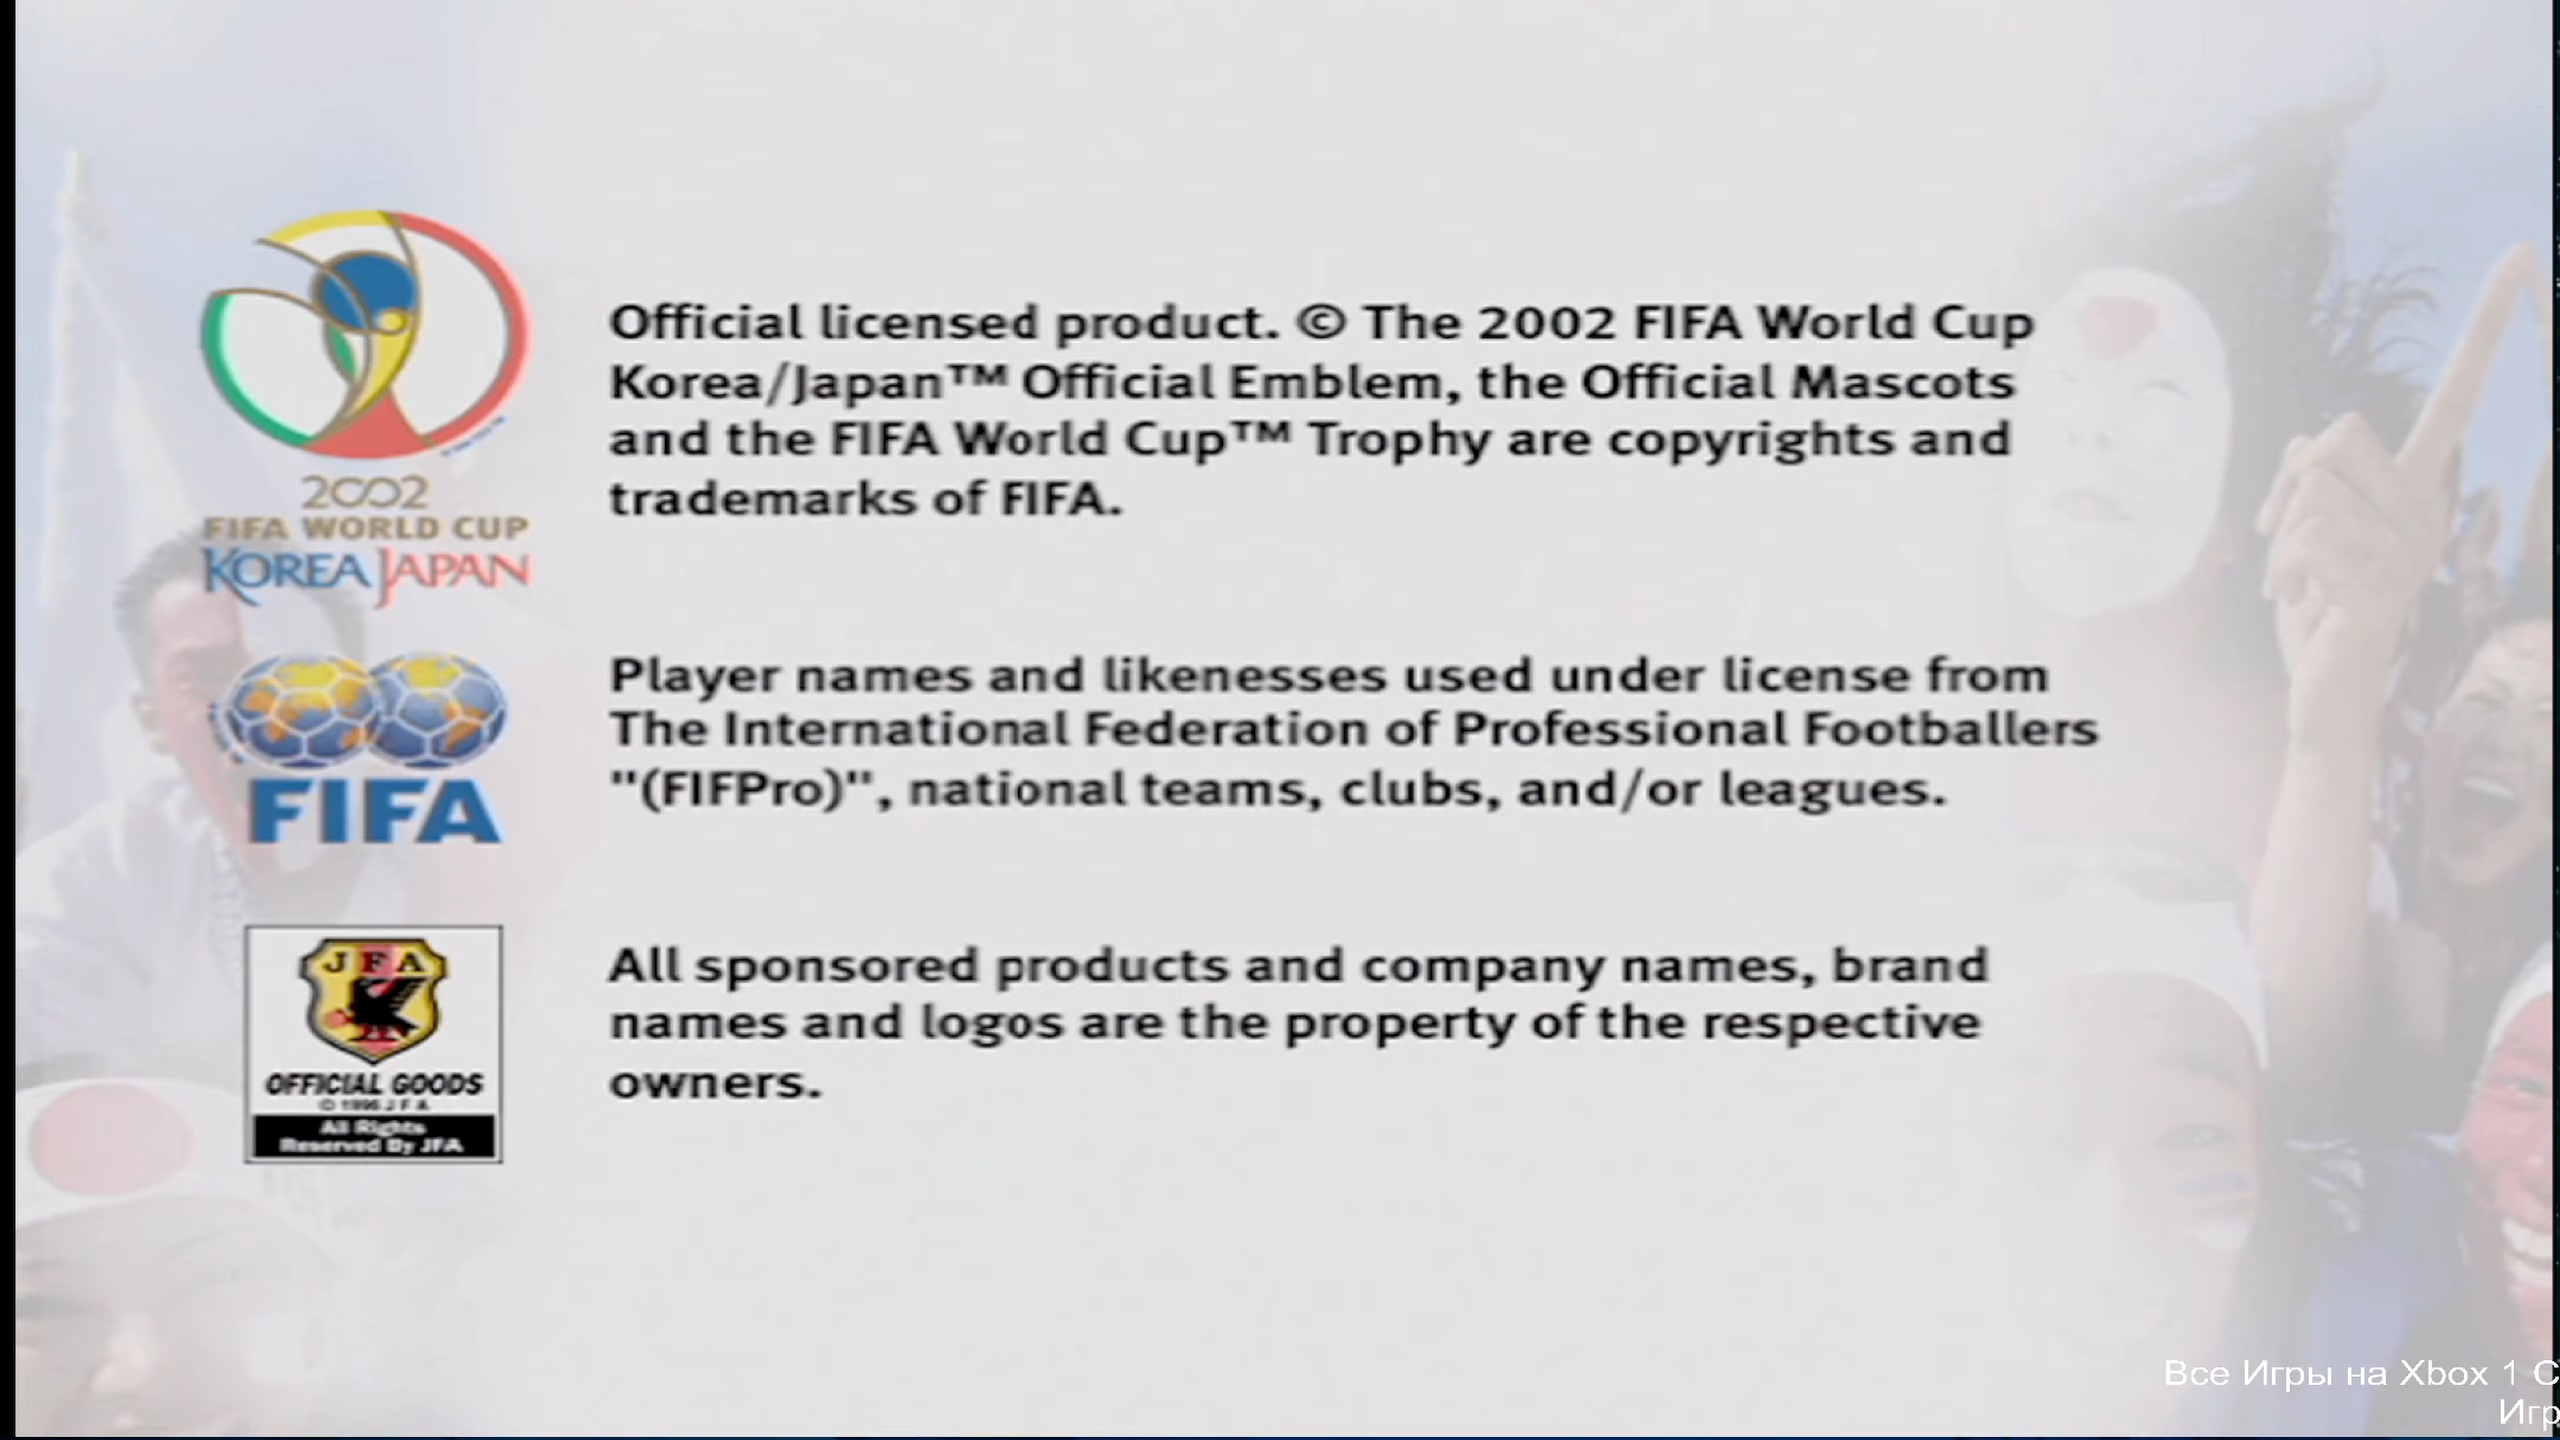 Official licensed product. © The 2002 FIFA World Cup
Korea/Japan™ Official Emblem, the Official Mascots
and the FIFA World Cup™ Trophy are copyrights and
trademarks of FIFA.
2002
FIFA WORLD CUP
KOREA JAPAN
Player names and likenesses used under license from
The International Federation of Professional Footballers
"(FIFPro)", national teams, clubs, and/or leagues.
FIFA
JFA
OFFICIAL GOODS
© 1996 J F A
All Rights
Reserved By JFA
All sponsored products and company names, brand
names and logos are the property of the respective
owners.
Все Игры на Xbox 1 С
Игр